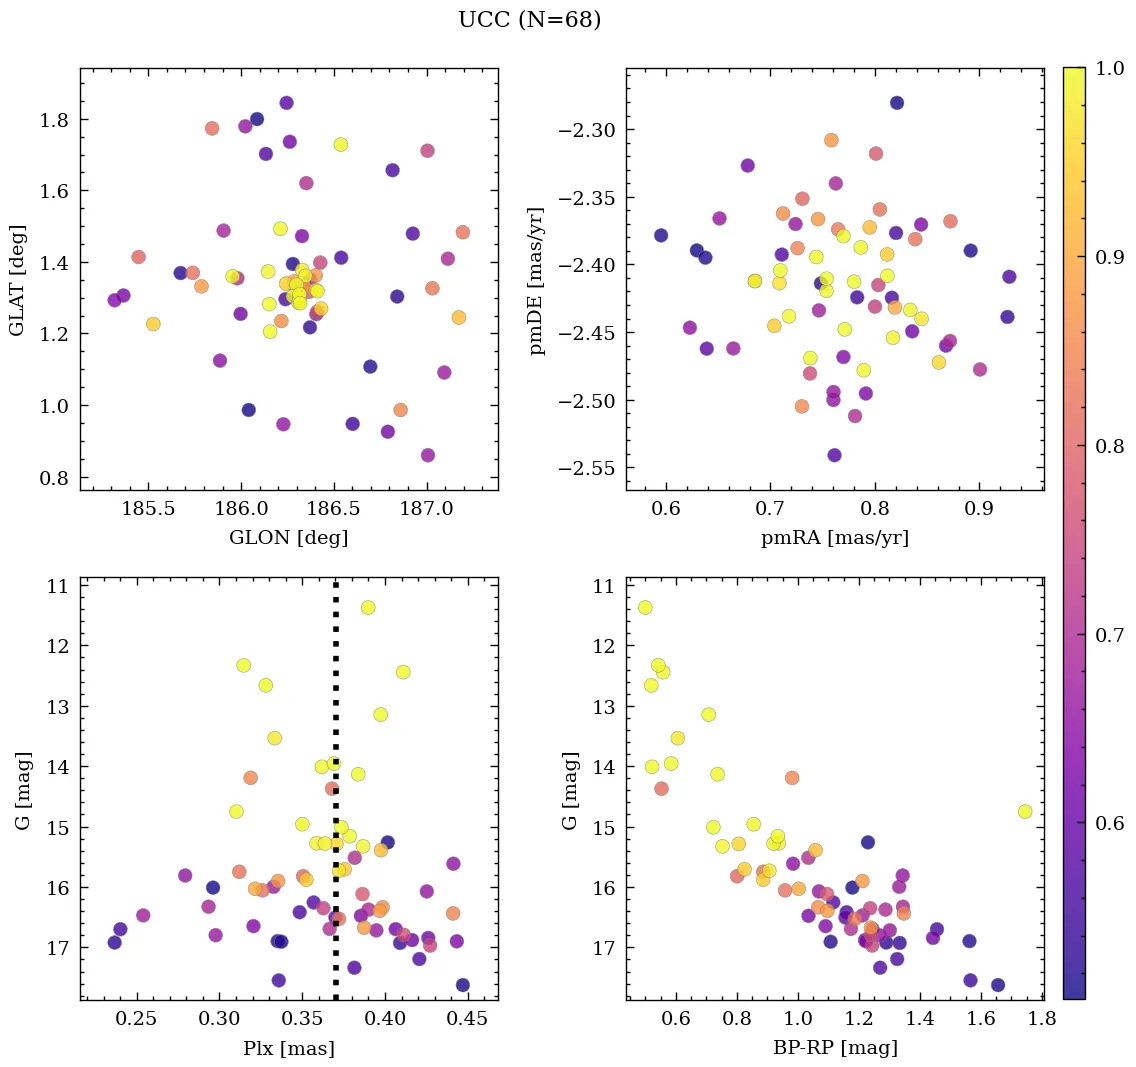 UCC (N=68)
GLAT [deg]
1.8
1.6
1.4
1.2
1.0
0.8
185.5 186.0 186.5 187.0
GLON [deg]
pmDE [mas/yr]
−2.30
−2.35
−2.40
−2.45
−2.50
−2.55
0.6 0.7 0.8 0.9
pmRA [mas/yr]
1.0
0.9
0.8
0.7
0.6
G [mag]
11
12
13
14
15
16
17
0.25 0.30 0.35 0.40 0.45
Plx [mas]
G [mag]
11
12
13
14
15
16
17
0.6 0.8 1.0 1.2 1.4 1.6 1.8
BP-RP [mag]